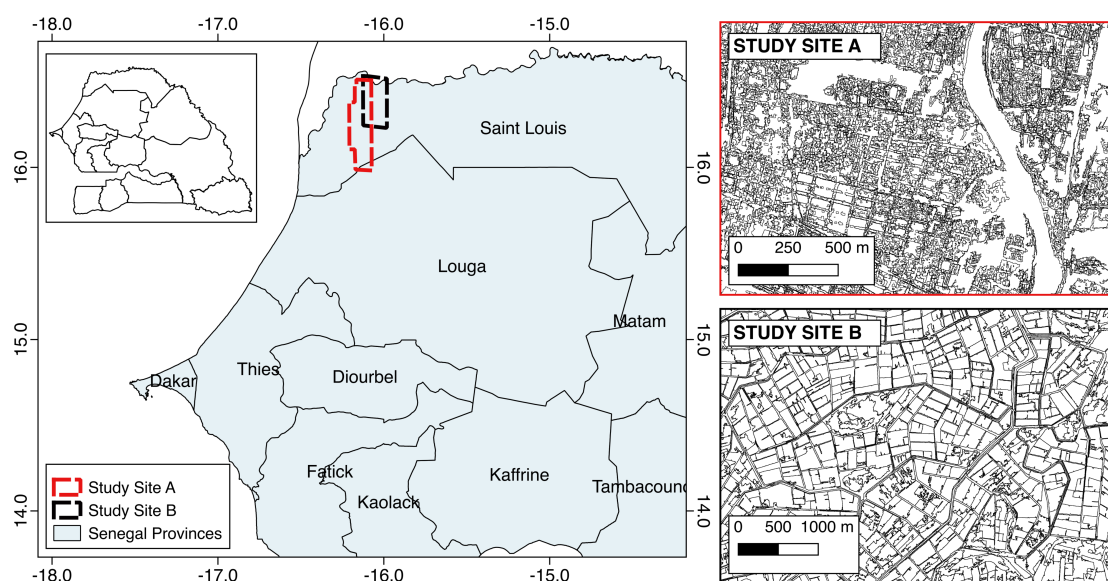 -18.0 -17.0 -16.0 -15.0
STUDY SITE A
Saint Louis
16.0
16.0
0 250 500 m
Louga
Matam
STUDY SITE B
15.0
15.0
Thies
Dakar
Diourbel
Fatick
Kaffrine
Study Site A
Tambacounc
Kaolack
Study Site B
14.0
14.0
0 500 1000 m
Senegal Provinces
-18.0 -17.0 -16.0 -15.0